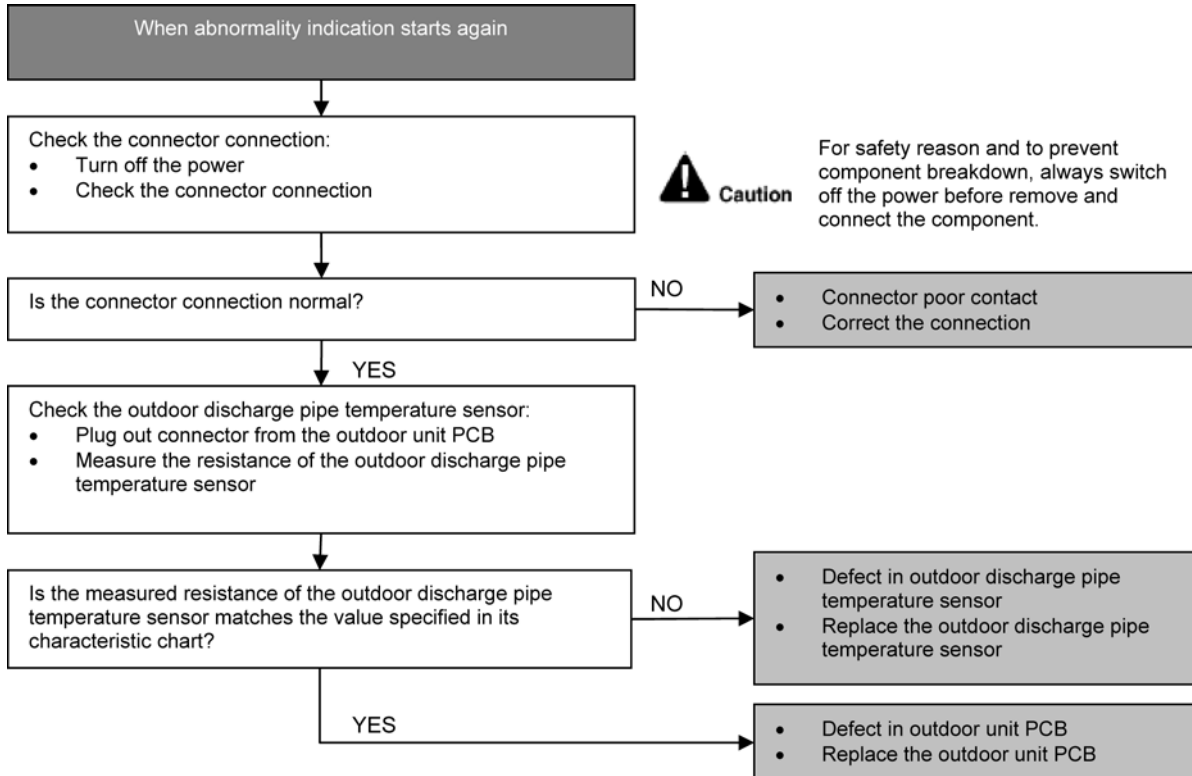 When abnormality indication starts again
Check the connector connection:
• Turn off the power
• Check the connector connection
For safety reason and to prevent
component breakdown, always switch
off the power before remove and
connect the component.
Caution
Is the connector connection normal?
NO
• Connector poor contact
• Correct the connection
YES
Check the outdoor discharge pipe temperature sensor:
• Plug out connector from the outdoor unit PCB
• Measure the resistance of the outdoor discharge pipe
temperature sensor
Is the measured resistance of the outdoor discharge pipe
temperature sensor matches the value specified in its
characteristic chart?
NO
• Defect in outdoor discharge pipe
temperature sensor
• Replace the outdoor discharge pipe
temperature sensor
YES
• Defect in outdoor unit PCB
• Replace the outdoor unit PCB